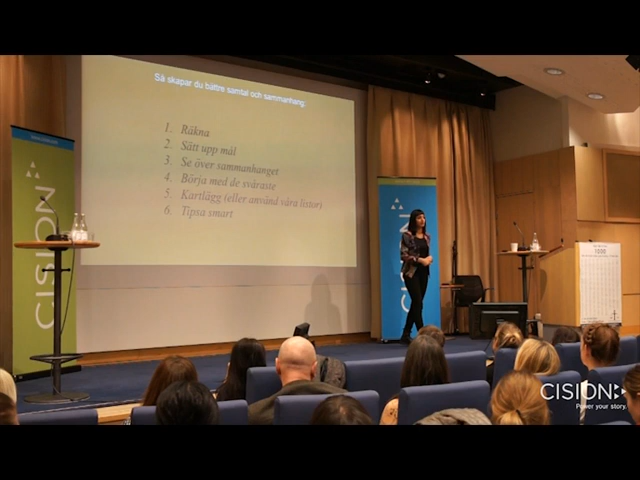 Så skapar du bättre samtal och sammanhang:
1. Räkna
2. Sätt upp mål
3. Se över sammanhanget
4. Börja med de svåraste
5. Kartlägg (eller använd våra listor)
6. Tipsa smart
CISION
CISION
CISION
Power your story.